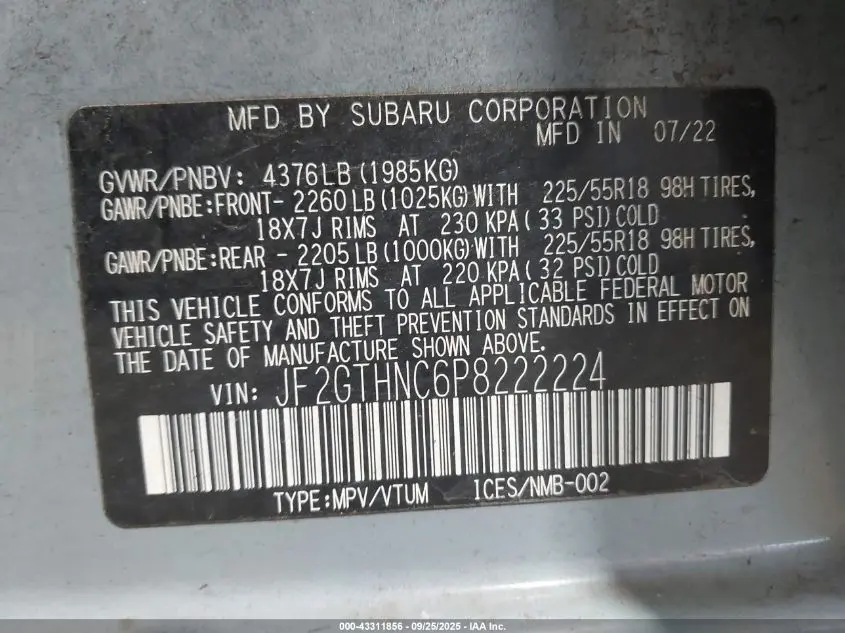 MFD BY SUBARU CORPORATION
MFD IN 07/22
GVWR/PNBV: 4376LB(1985KG)
GAWR/PNBE:FRONT- 2260LB(1025KG)WITH 225/55R18 98H TIRES,
18X7J RIMS AT 230 KPA(33 PSI)COLD
GAWR/PNBE:REAR - 2205LB(1000KG)WITH 225/55R18 98H TIRES,
18X7J RIMS AT 220 KPA(32 PSI)COLD
THIS VEHICLE CONFORMS TO ALL APPLICABLE FEDERAL MOTOR
VEHICLE SAFETY AND THEFT PREVENTION STANDARDS IN EFFECT ON
THE DATE OF MANUFACTURE SHOWN ABOVE.
VIN: JF2GTHNC6P8222224
TYPE:MPV/VTUM ICES/NMB-002
000-43311856 - 09/25/2025 - IAA Inc.